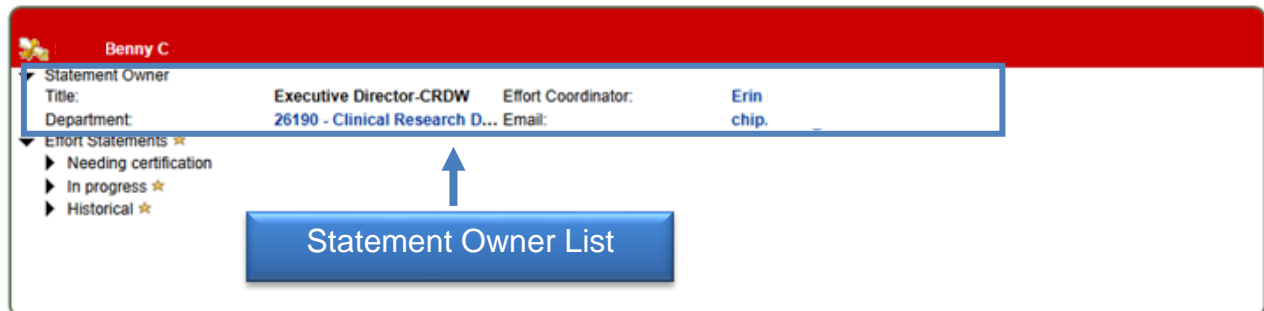 Benny C
Statement Owner
Title: Executive Director-CRDW Effort Coordinator: Erin
Department: 26190 - Clinical Research D... Email: chip.
Effort Statements
Needing certification
In progress
Historical
Statement Owner List